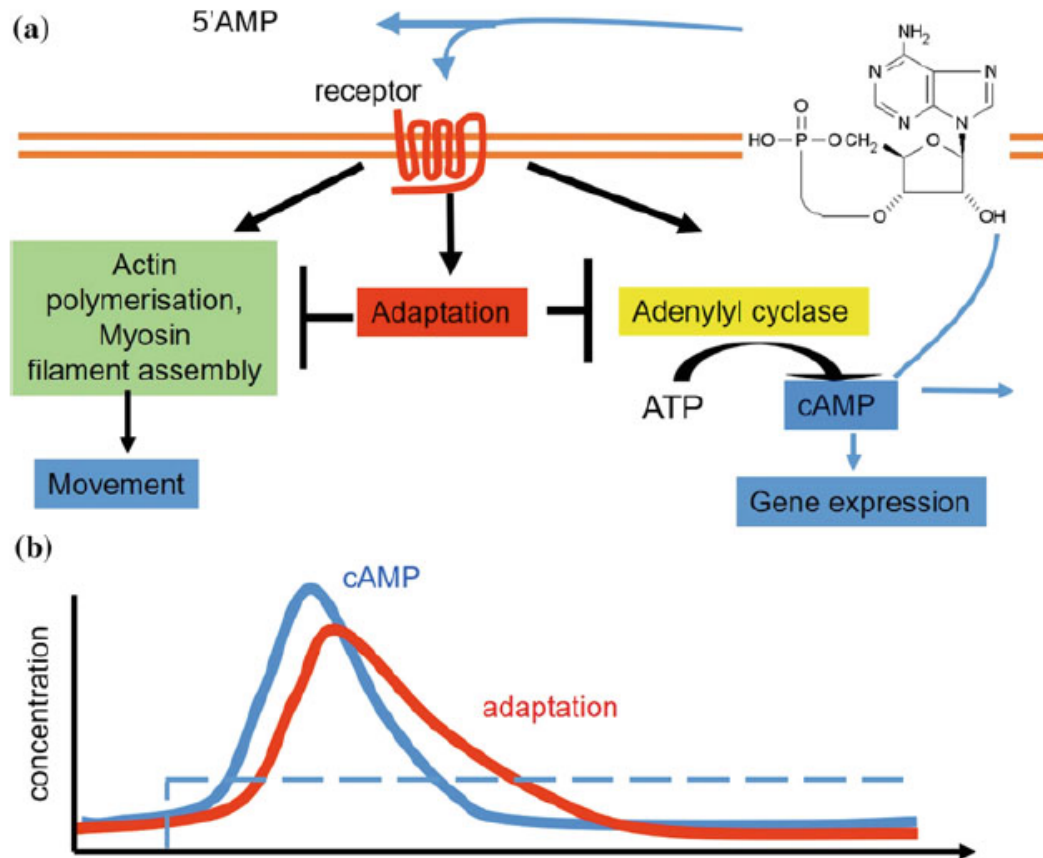 (a)
5'AMP
receptor
NH₂
N
N
N
N
O
HO
P
OCH₂
O
O
OH
Actin
polymerisation,
Myosin
filament assembly
Adaptation
Adenylyl cyclase
ATP
cAMP
Movement
Gene expression
(b)
cAMP
adaptation
concentration